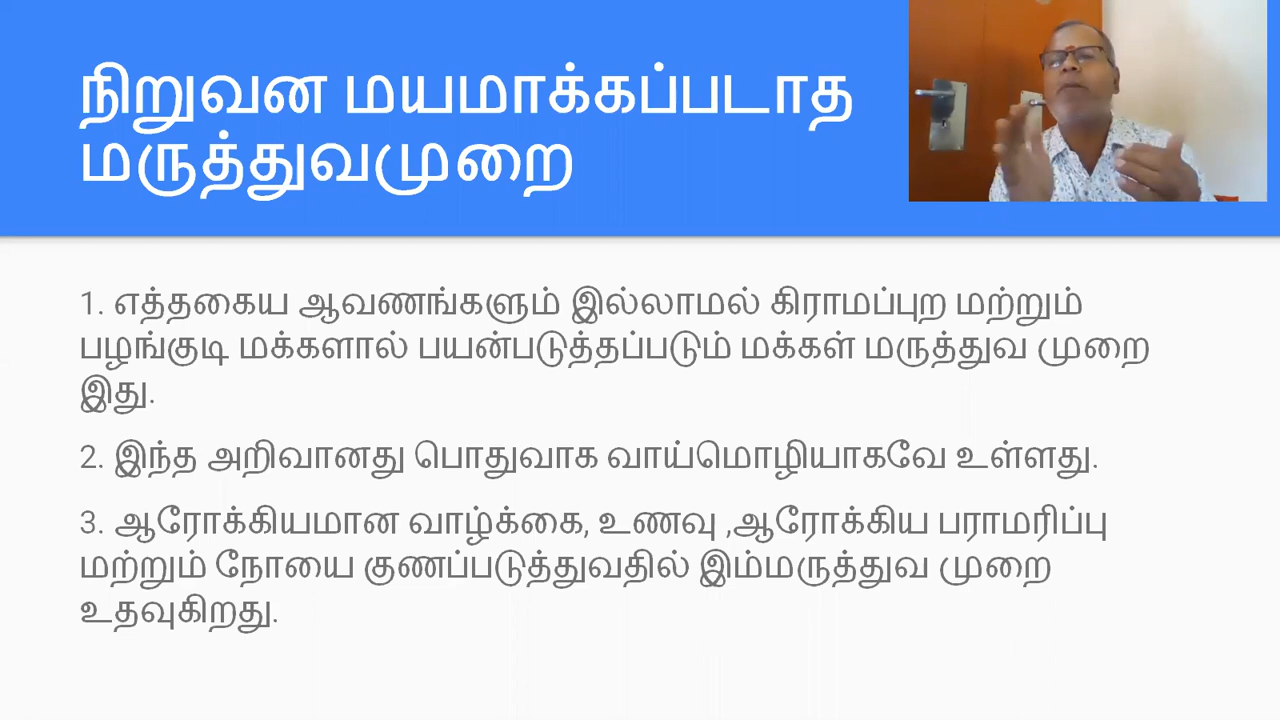 நிறுவன மயமாக்கப்படாத
மருத்துவமுறை
1. எத்தகைய ஆவணங்களும் இல்லாமல் கிராமப்புற மற்றும்
பழங்குடி மக்களால் பயன்படுத்தப்படும் மக்கள் மருத்துவ முறை
இது.
2. இந்த அறிவானது பொதுவாக வாய்மொழியாகவே உள்ளது.
3. ஆரோக்கியமான வாழ்க்கை, உணவு ,ஆரோக்கிய பராமரிப்பு
மற்றும் நோயை குணப்படுத்துவதில் இம்மருத்துவ முறை
உதவுகிறது.